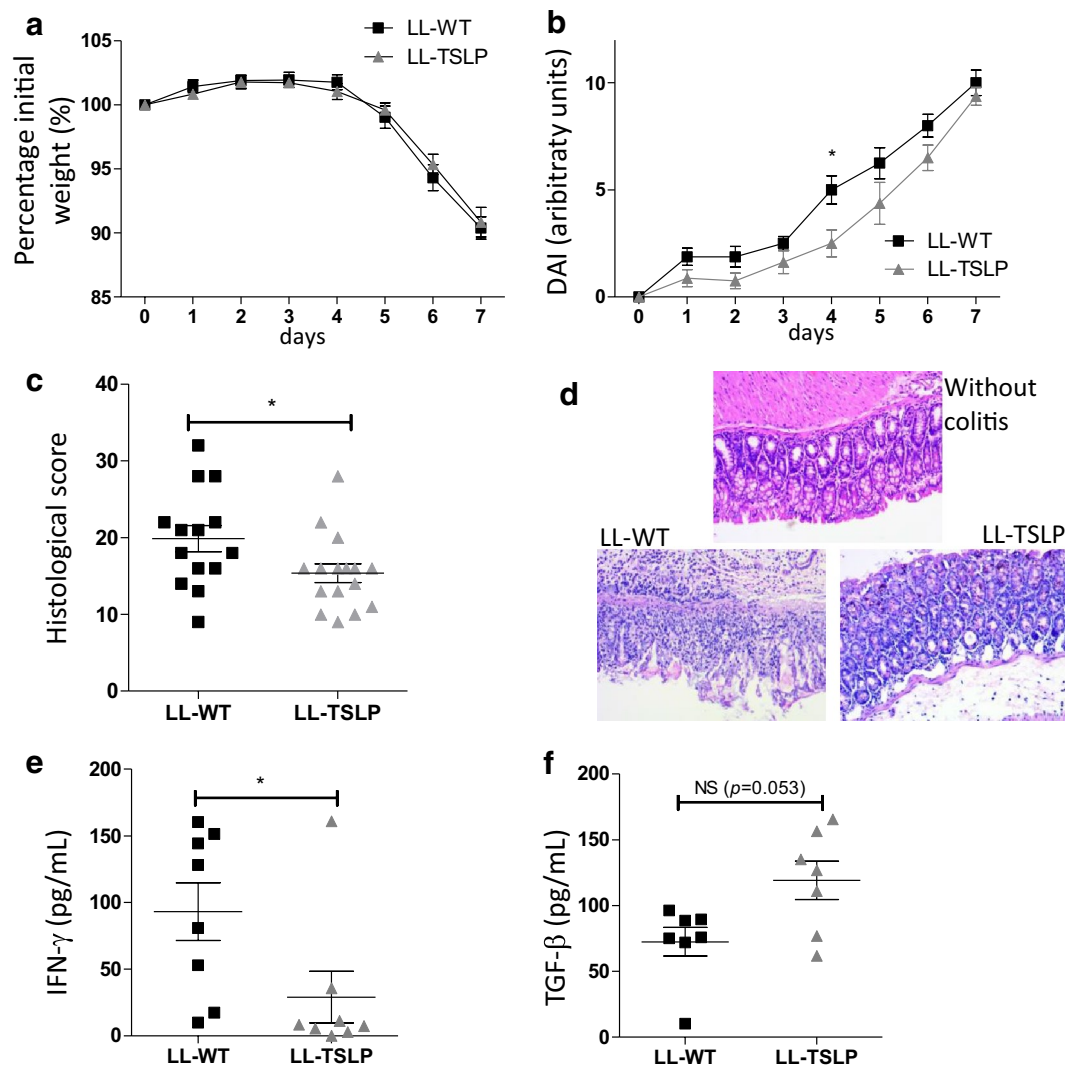 a
105
100
95
90
85
Percentage initial
weight (%)
LL-WT
LL-TSLP
0 1 2 3 4 5 6 7
days
b
10
5
0
DAI (aribitraty units)
*
LL-WT
LL-TSLP
0 1 2 3 4 5 6 7
days
c
40
30
20
10
0
Histological score
*
LL-WT LL-TSLP
d
Without
colitis
LL-WT
LL-TSLP
e
200
150
100
50
0
IFN-γ (pg/mL)
*
LL-WT LL-TSLP
f
200
150
100
50
0
TGF-β (pg/mL)
NS (p=0.053)
LL-WT LL-TSLP